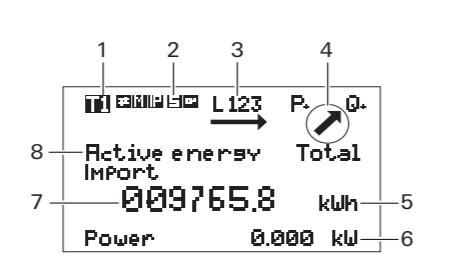 1 2 3 4
T1 M P S L 123 P+ Q+
8 Active energy Total
Import
7 009765.8 kWh 5
Power 0.000 kW 6